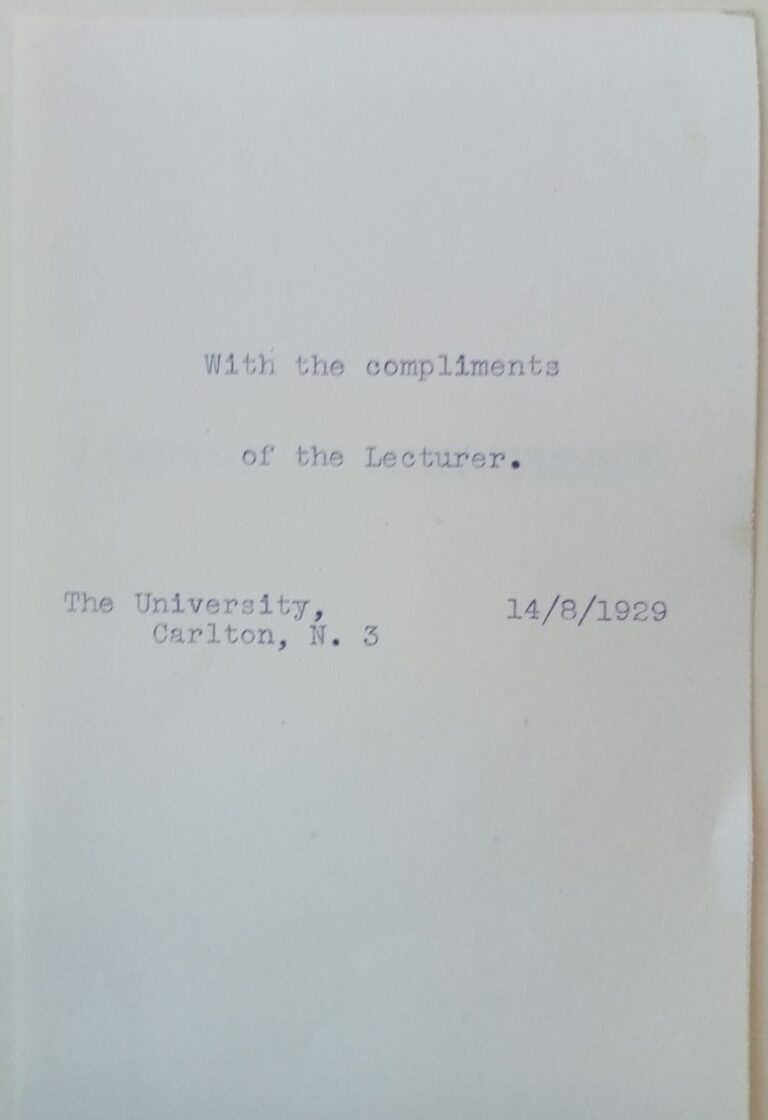 With the compliments
of the Lecturer.
The University, 14/8/1929
Carlton, N. 3